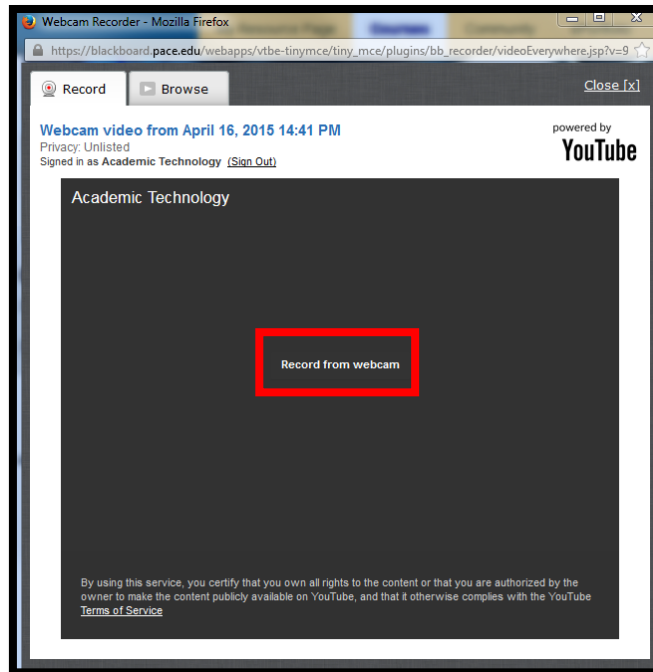 Webcam Recorder - Mozilla Firefox
https://blackboard.pace.edu/webapps/vtbe-tinymce/tiny_mce/plugins/bb_recorder/videoEverywhere.jsp?v=9
Record Browse Close [x]
Webcam video from April 16, 2015 14:41 PM
Privacy: Unlisted
Signed in as Academic Technology (Sign Out)
powered by
YouTube
Academic Technology
Record from webcam
By using this service, you certify that you own all rights to the content or that you are authorized by the
owner to make the content publicly available on YouTube, and that it otherwise complies with the YouTube
Terms of Service